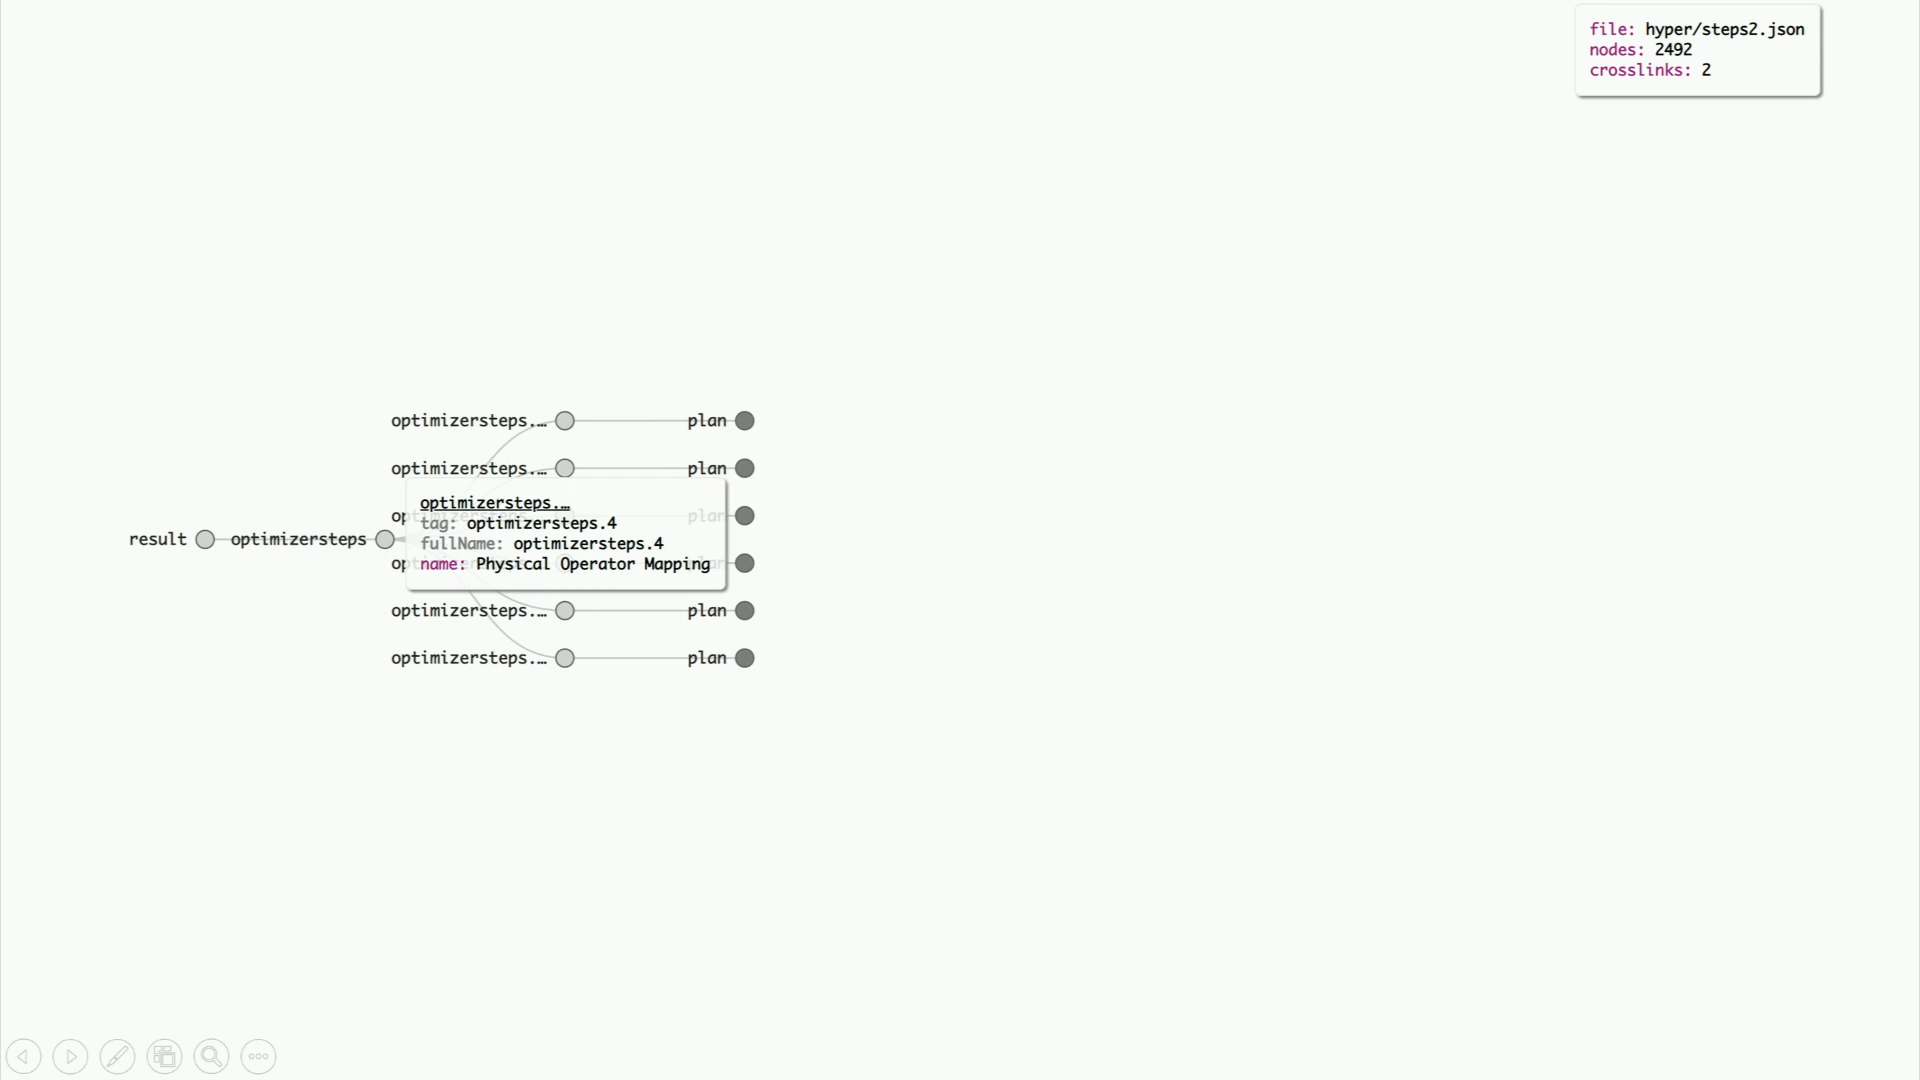 file: hyper/steps2.json
nodes: 2492
crosslinks: 2
optimizersteps.… plan
optimizersteps.… plan
optimizersteps.…
tag: optimizersteps.4
fullName: optimizersteps.4
name: Physical Operator Mapping
plan
result optimizersteps
optimizersteps.… plan
optimizersteps.… plan